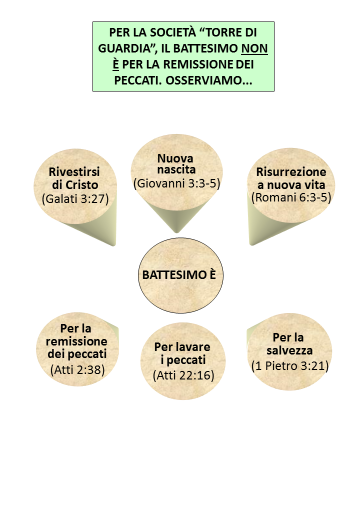 PER LA SOCIETÀ “TORRE DI
GUARDIA”, IL BATTESIMO NON
È PER LA REMISSIONE DEI
PECCATI. OSSERVIAMO...
Rivestirsi
di Cristo
(Galati 3:27)
Nuova
nascita
(Giovanni 3:3-5)
Risurrezione
a nuova vita
(Romani 6:3-5)
BATTESIMO È
Per la
remissione
dei peccati
(Atti 2:38)
Per lavare
i peccati
(Atti 22:16)
Per la
salvezza
(1 Pietro 3:21)